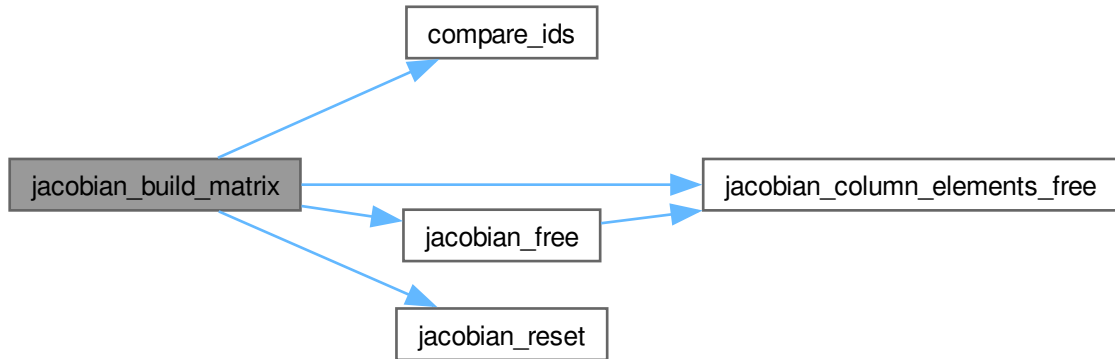 compare_ids
jacobian_build_matrix
jacobian_column_elements_free
jacobian_free
jacobian_reset